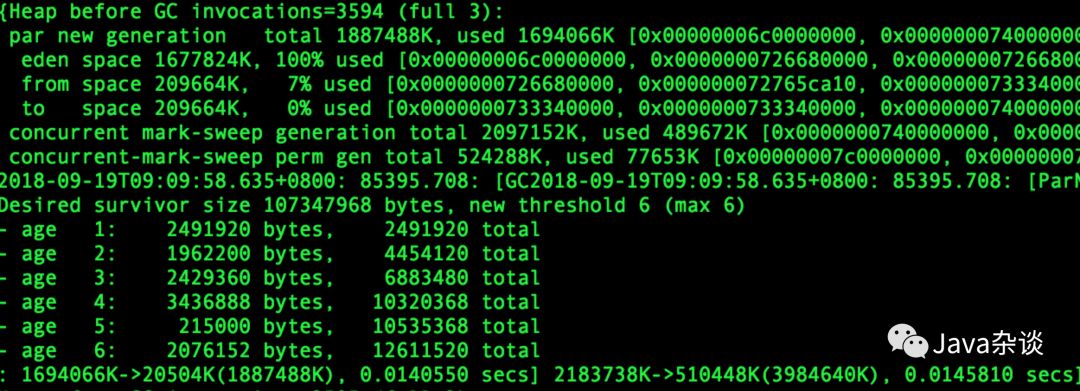 {Heap before GC invocations=3594 (full 3):
 par new generation   total 1887488K, used 1694066K [0x00000006c0000000, 0x0000000740000000
  eden space 1677824K, 100% used [0x00000006c0000000, 0x0000000726680000, 0x0000000726680
  from space 209664K,   7% used [0x0000000726680000, 0x000000072765ca10, 0x0000000733340
  to   space 209664K,   0% used [0x0000000733340000, 0x0000000733340000, 0x0000000740000
 concurrent mark-sweep generation total 2097152K, used 489672K [0x0000000740000000, 0x0000
 concurrent-mark-sweep perm gen total 524288K, used 77653K [0x00000007c0000000, 0x00000007
2018-09-19T09:09:58.635+0800: 85395.708: [GC2018-09-19T09:09:58.635+0800: 85395.708: [ParN
Desired survivor size 107347968 bytes, new threshold 6 (max 6)
- age   1:    2491920 bytes,    2491920 total
- age   2:    1962200 bytes,    4454120 total
- age   3:    2429360 bytes,    6883480 total
- age   4:    3436888 bytes,   10320368 total
- age   5:     215000 bytes,   10535368 total
- age   6:    2076152 bytes,   12611520 total
: 1694066K->20504K(1887488K), 0.0140550 secs] 2183738K->510448K(3984640K), 0.0145810 secs]
Java杂谈